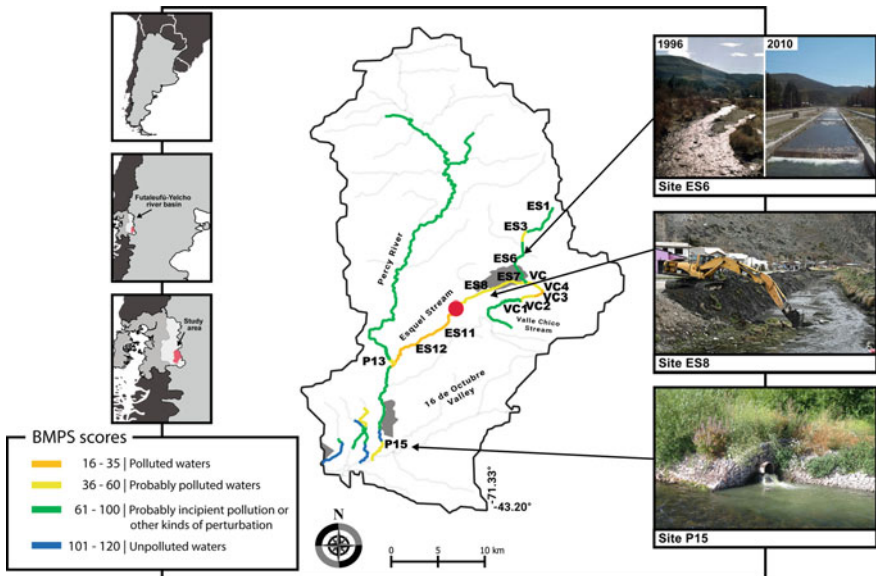 Futaleufú-Yelcho
river basin
Study
area
BMPS scores
16 - 35 | Polluted waters
36 - 60 | Probably polluted waters
61 - 100 | Probably incipient pollution or
other kinds of perturbation
101 - 120 | Unpolluted waters
Percy River
Esquel Stream
16 de Octubre
Valley
Valle Chico
Stream
ES1
ES3
ES6
ES7
VC
ES8
VC4
VC3
VC2
VC1
ES11
ES12
P13
P15
-71.33°
-43.20°
N
0 5 10 km
1996
2010
Site ES6
Site ES8
Site P15